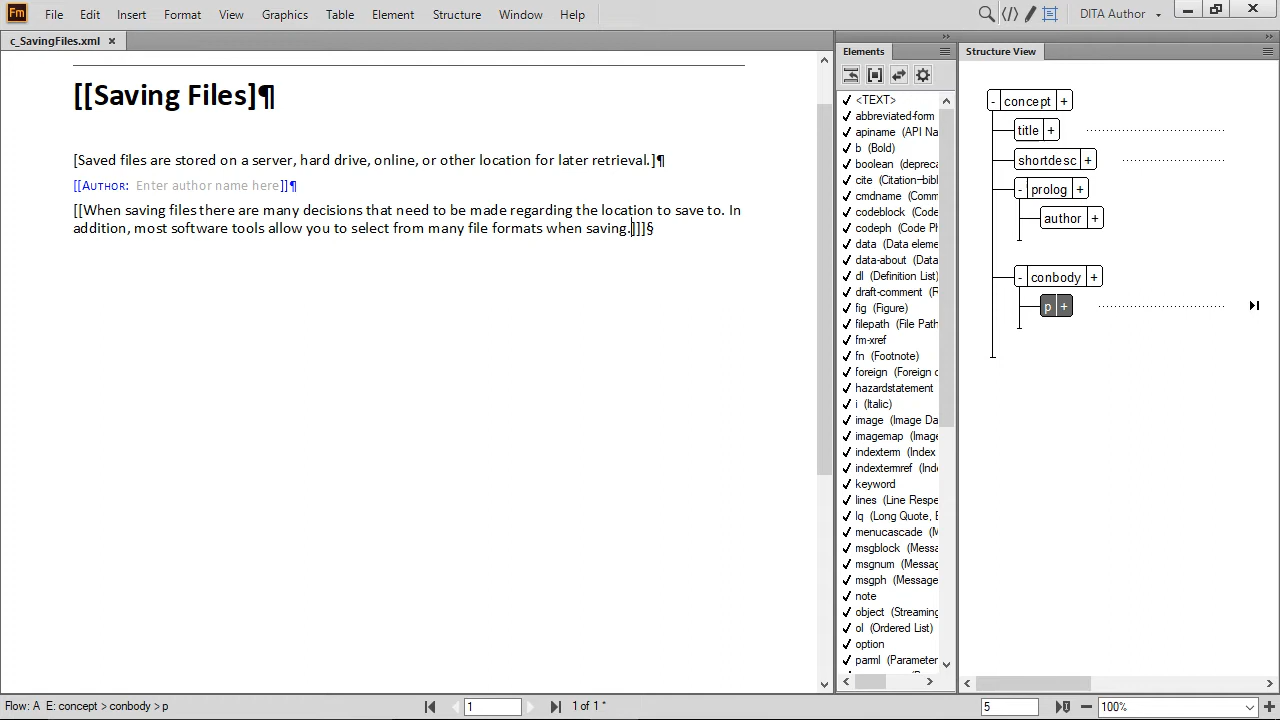 Fm File Edit Insert Format View Graphics Table Element Structure Window Help DITA Author
c_SavingFiles.xml
[[Saving Files]¶
[Saved files are stored on a server, hard drive, online, or other location for later retrieval.]¶
[[Author: Enter author name here]]¶
[[When saving files there are many decisions that need to be made regarding the location to save to. In
addition, most software tools allow you to select from many file formats when saving.]]]§
Elements
<TEXT>
abbreviated-form
apiname (API Na
b (Bold)
boolean (depreca
cite (Citation-bibl
cmdname (Comm
codeblock (Code
codeph (Code Ph
data (Data eleme
data-about (Data
dl (Definition List)
draft-comment (R
fig (Figure)
filepath (File Path
fm-xref
fn (Footnote)
foreign (Foreign c
hazardstatement
i (Italic)
image (Image Da
imagemap (Image
indexterm (Index
indextermref (Inde
keyword
lines (Line Respe
lq (Long Quote, E
menucascade (M
msgblock (Messa
msgnum (Messag
msgph (Message
note
object (Streaming
ol (Ordered List)
option
parml (Parameter
Structure View
- concept +
title +
shortdesc +
- prolog +
author +
- conbody +
p +
Flow: A E: concept > conbody > p
1
1 of 1 *
5
100%